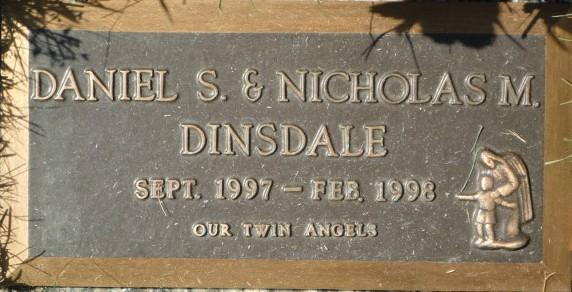 DANIEL S. & NICHOLAS M.
DINSDALE
SEPT. 1997 - FEB. 1998
OUR TWIN ANGELS